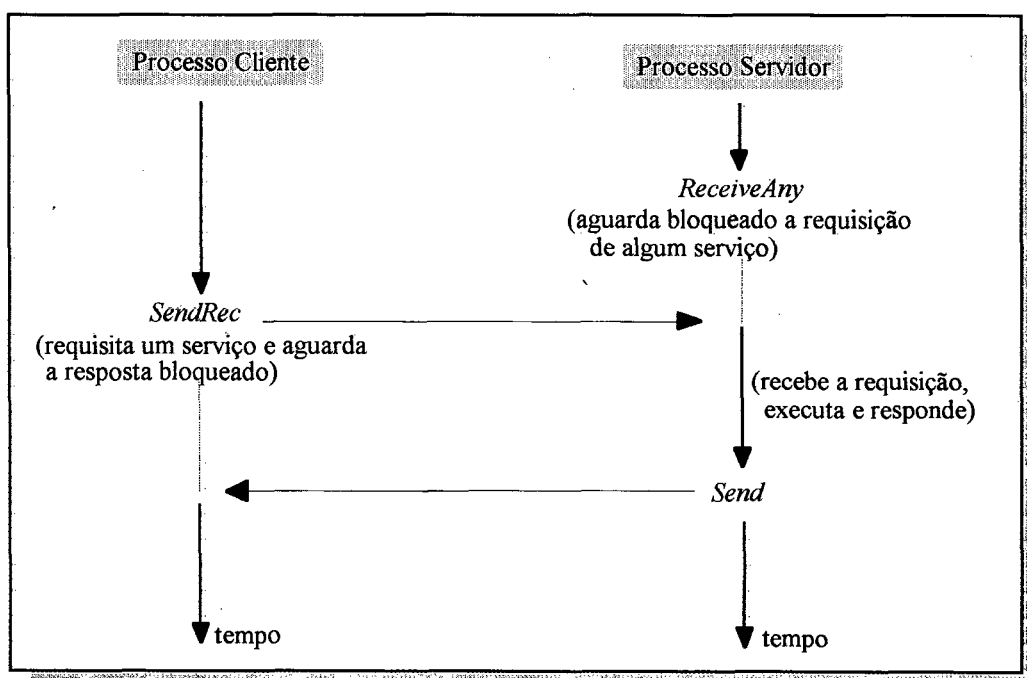 Processo Cliente
Processo Servidor
ReceiveAny
(aguarda bloqueado a requisição
de algum serviço)
SendRec
(requisita um serviço e aguarda
a resposta bloqueado)
(recebe a requisição,
executa e responde)
Send
tempo
tempo